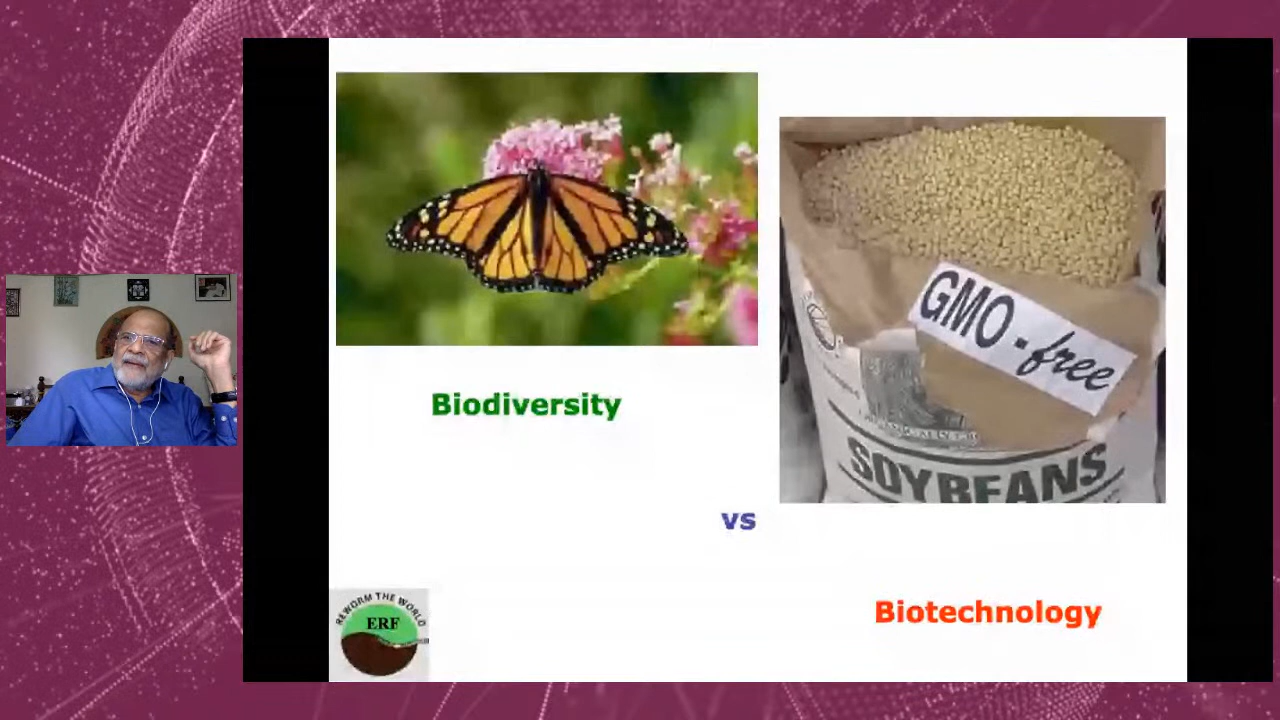 GMO-free
SOYBEANS
Biodiversity
vs
Biotechnology
REWORM THE WORLD
ERF